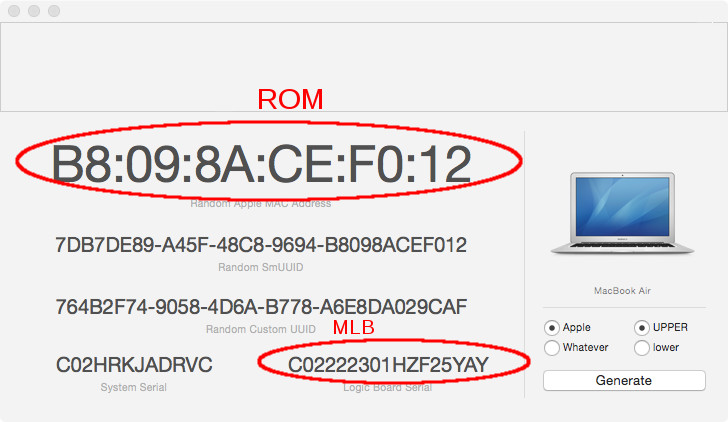 ROM
B8:09:8A:CE:F0:12
Random Apple MAC Address
7DB7DE89-A45F-48C8-9694-B8098ACEF012
Random SmUUID
764B2F74-9058-4D6A-B778-A6E8DA029CAF
Random Custom UUID
MLB
C02HRKJADRVC
System Serial
C02222301HZF25YAY
Logic Board Serial
MacBook Air
Apple
UPPER
Whatever
lower
Generate